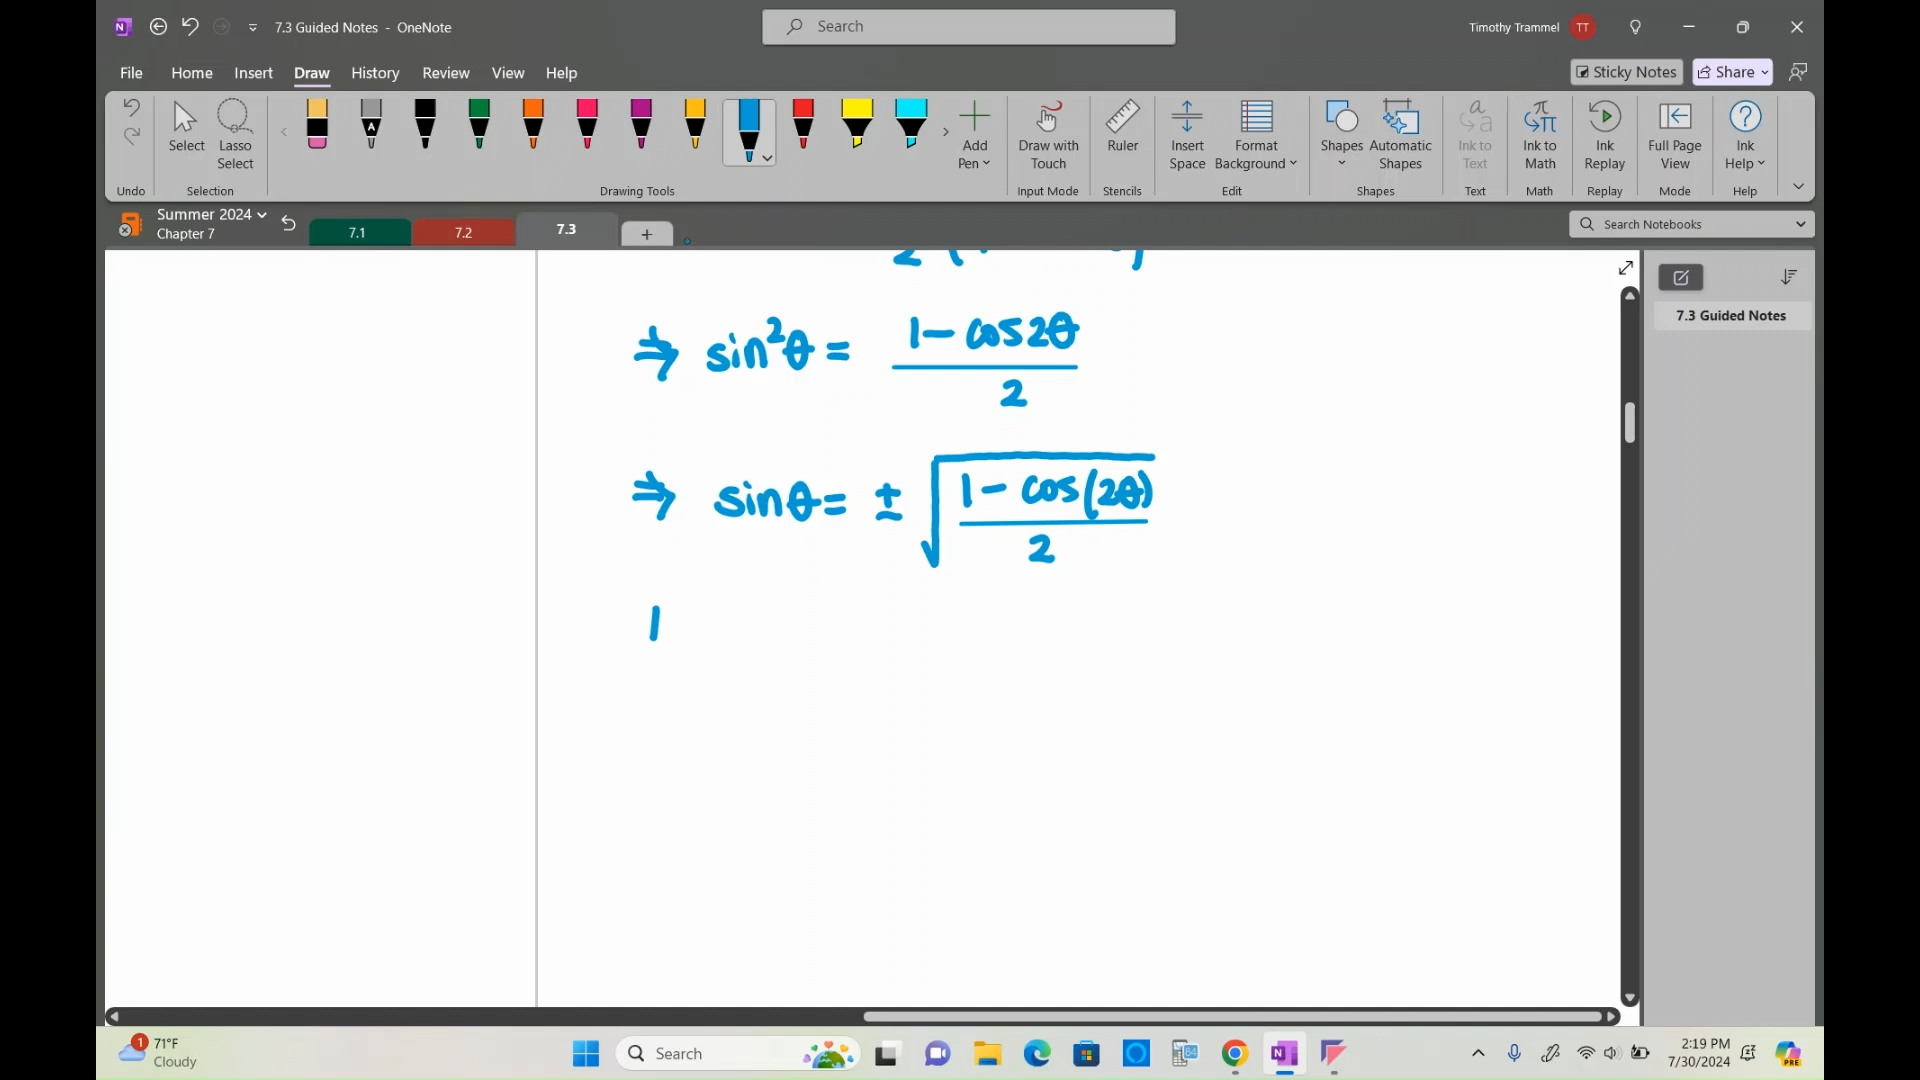 7.3 Guided Notes - OneNote
Search
Timothy Trammel TT
File Home Insert Draw History Review View Help
Sticky Notes Share
Select
Lasso Select
A
Add Pen
Draw with Touch
Ruler
Insert Space
Format Background
Shapes
Automatic Shapes
Ink to Text
Ink to Math
Ink Replay
Full Page View
Ink Help
Undo Selection Drawing Tools Input Mode Stencils Edit Shapes Text Math Replay Mode Help
Summer 2024
Chapter 7
7.1 7.2 7.3 +
Search Notebooks
7.3 Guided Notes
⇒ sin²θ = (1 - cos2θ)/2
⇒ sinθ = ± √((1 - cos(2θ))/2)
1 71°F
Cloudy
Search
84
2:19 PM
7/30/2024
PRE